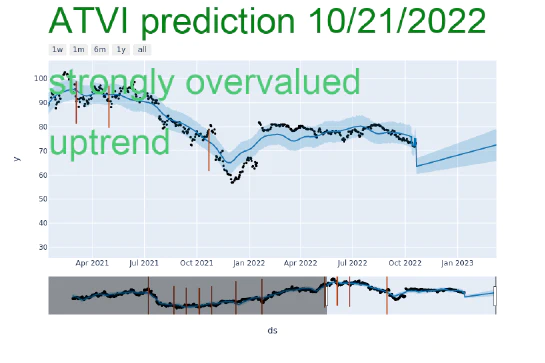 ATVI prediction 10/21/2022
1w 1m 6m 1y all
strongly overvalued
uptrend
100
90
80
70
60
50
40
30
y
Apr 2021 Jul 2021 Oct 2021 Jan 2022 Apr 2022 Jul 2022 Oct 2022 Jan 2023
ds